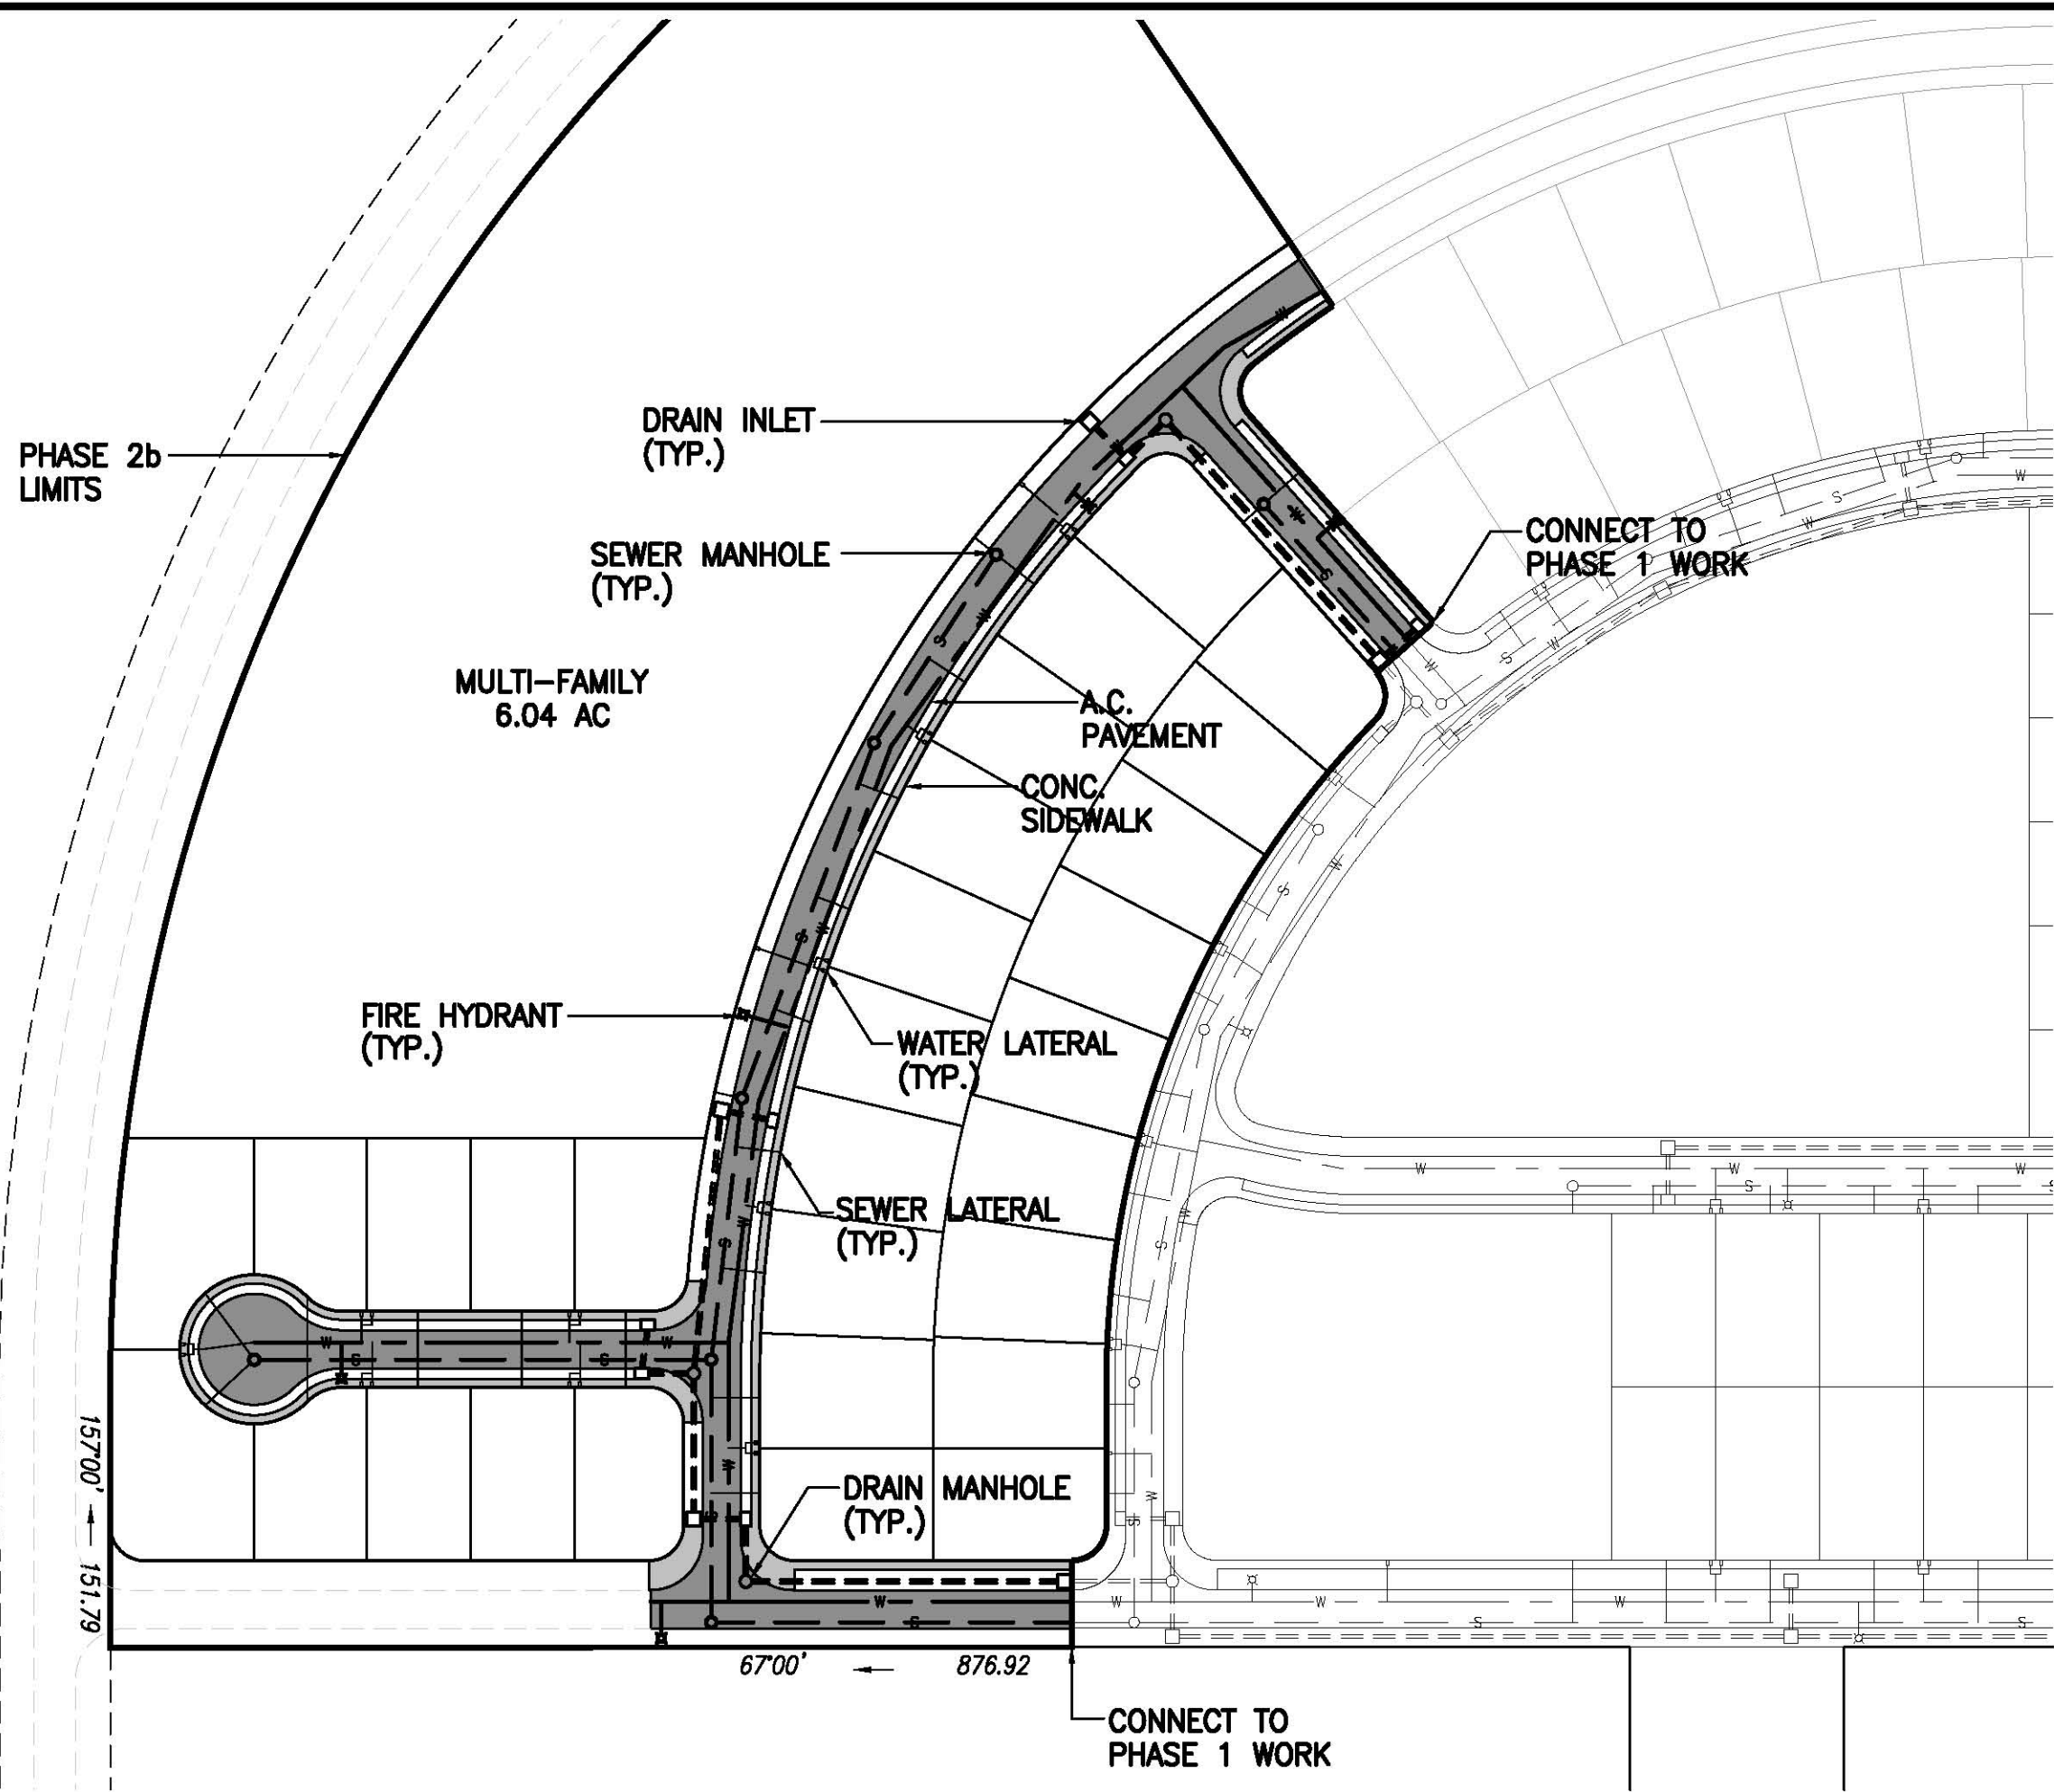 DRAIN INLET
(TYP.)
PHASE 2b
LIMITS
SEWER MANHOLE
(TYP.)
CONNECT TO
PHASE 1 WORK
MULTI-FAMILY
6.04 AC
A.C.
PAVEMENT
CONC.
SIDEWALK
FIRE HYDRANT
(TYP.)
WATER LATERAL
(TYP.)
SEWER LATERAL
(TYP.)
DRAIN MANHOLE
(TYP.)
157°00' 151.79
67°00' 876.92
CONNECT TO
PHASE 1 WORK
W
S
W
S
W
S
W
S